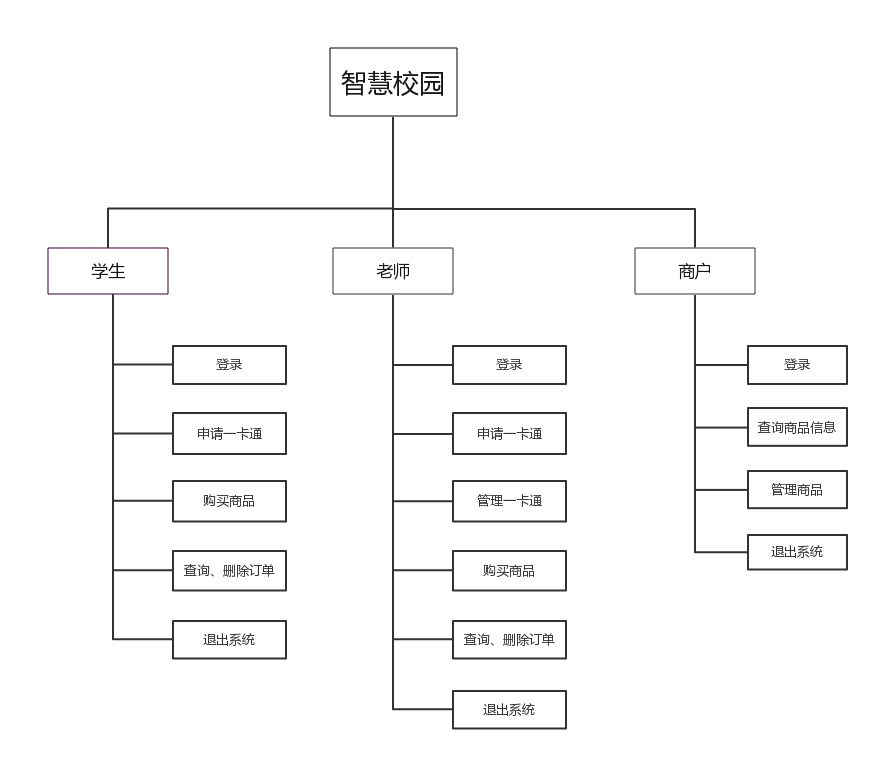 智慧校园
学生
老师
商户
登录
申请一卡通
购买商品
查询、删除订单
退出系统
登录
申请一卡通
管理一卡通
购买商品
查询、删除订单
退出系统
登录
查询商品信息
管理商品
退出系统